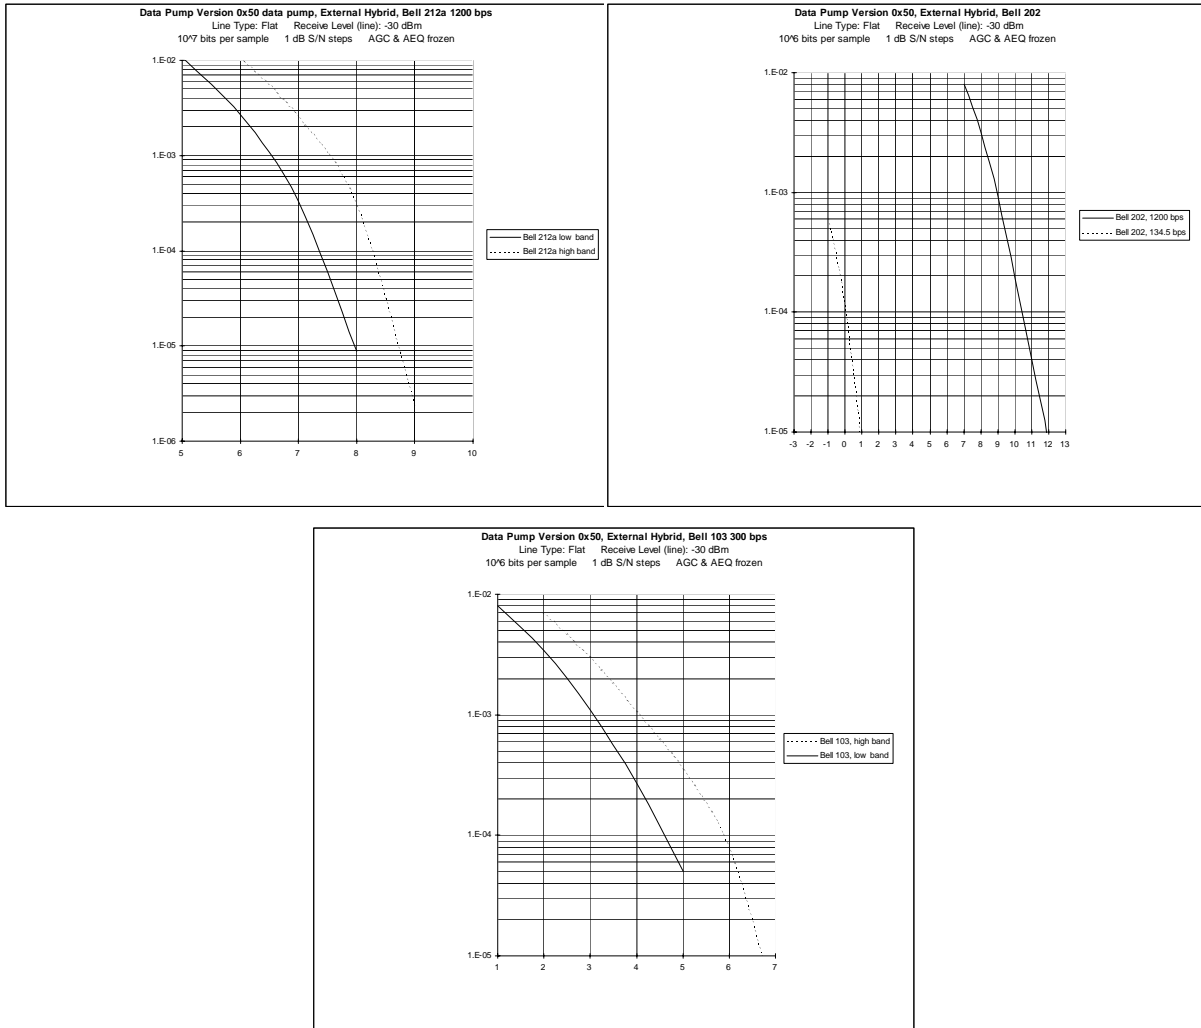 Data Pump Version 0x50 data pump, External Hybrid, Bell 212a 1200 bps
Line Type: Flat Receive Level (line): -30 dBm
10^7 bits per sample 1 dB S/N steps AGC & AEQ frozen
1.E-02
1.E-03
1.E-04
1.E-05
1.E-06
5 6 7 8 9 10
Bell 212a low band
Bell 212a high band
Data Pump Version 0x50, External Hybrid, Bell 202
Line Type: Flat Receive Level (line): -30 dBm
10^6 bits per sample 1 dB S/N steps AGC & AEQ frozen
1.E-02
1.E-03
1.E-04
1.E-05
-3 -2 -1 0 1 2 3 4 5 6 7 8 9 10 11 12 13
Bell 202, 1200 bps
Bell 202, 134.5 bps
Data Pump Version 0x50, External Hybrid, Bell 103 300 bps
Line Type: Flat Receive Level (line): -30 dBm
10^6 bits per sample 1 dB S/N steps AGC & AEQ frozen
1.E-02
1.E-03
1.E-04
1.E-05
1 2 3 4 5 6 7
Bell 103, high band
Bell 103, low band